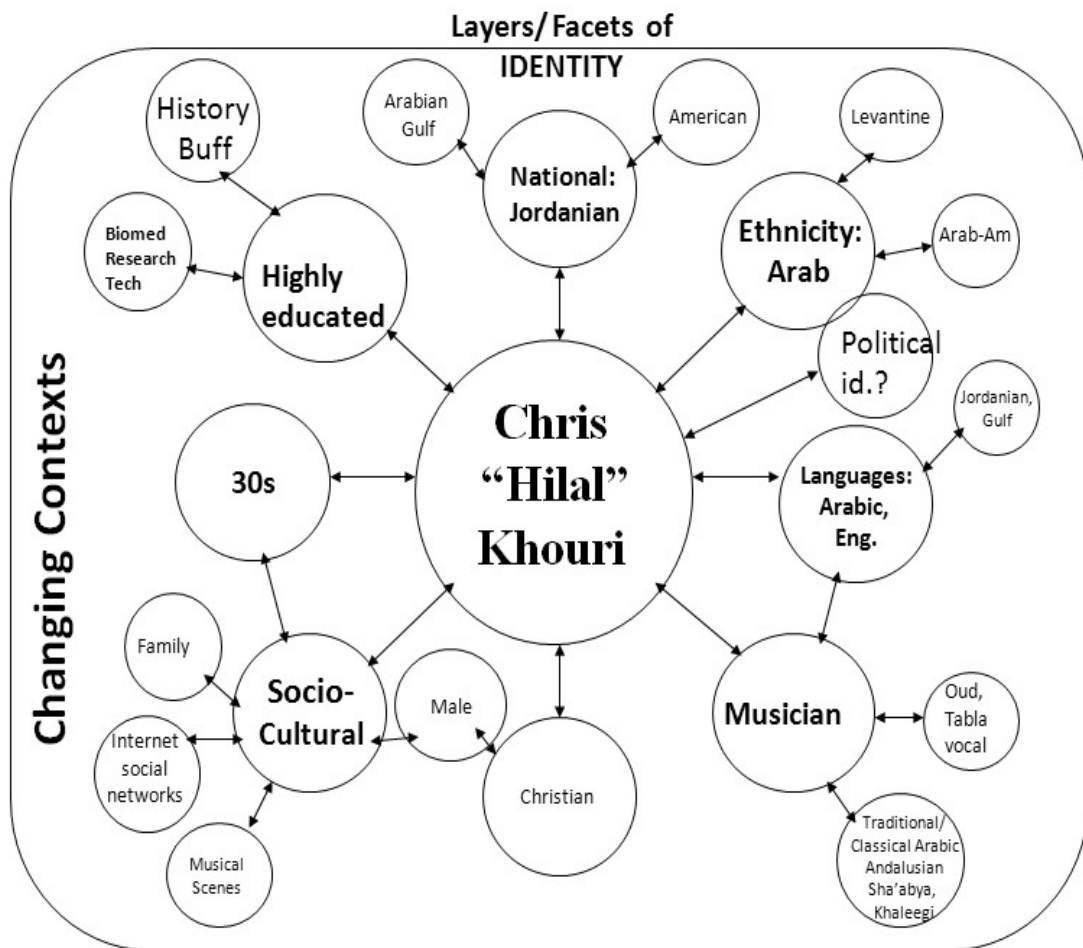 Layers/Facets of
IDENTITY
Changing Contexts
History
Buff
Biomed
Research
Tech
Highly
educated
Arabian
Gulf
National:
Jordanian
American
Levantine
Ethnicity:
Arab
Arab-Am
Political
id.?
Jordanian,
Gulf
Languages:
Arabic,
Eng.
Chris
“Hilal”
Khouri
30s
Family
Socio-
Cultural
Internet
social
networks
Musical
Scenes
Male
Christian
Musician
Oud,
Tabla
vocal
Traditional/
Classical Arabic
Andalusian
Sha’abya,
Khaleegi